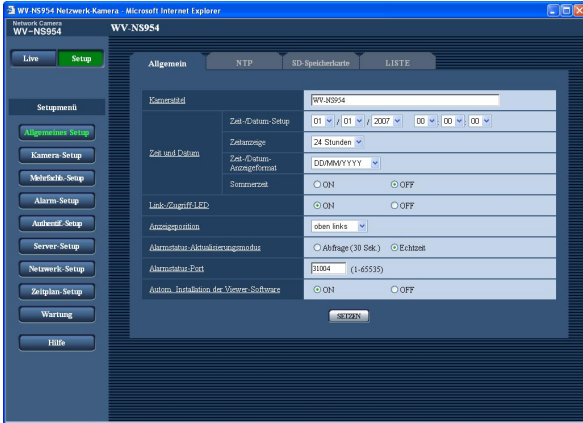 WV-NS954 Netzwerk-Kamera - Microsoft Internet Explorer
Network Camera
WV-NS954
WV-NS954
Live Setup
Allgemein NTP SD-Speicherkarte LISTE
Setupmenü
Allgemeines Setup
Kamera-Setup
Mehrfachb.-Setup
Alarm-Setup
Authentif.-Setup
Server-Setup
Netzwerk-Setup
Zeitplan-Setup
Wartung
Hilfe
Kameratitel WV-NS954
Zeit und Datum
Zeit-/Datum-Setup 01 / 01 / 2007 00 : 00 : 00
Zeitanzeige 24 Stunden
Zeit-/Datum-
Anzeigeformat DD/MM/YYYY
Sommerzeit ON OFF
Link-/Zugriff-LED ON OFF
Anzeigeposition oben links
Alarmstatus-Aktualisierungsmodus Abfrage (30 Sek.) Echtzeit
Alarmstatus-Port 31004 (1-65535)
Autom. Installation der Viewer-Software ON OFF
SETZEN